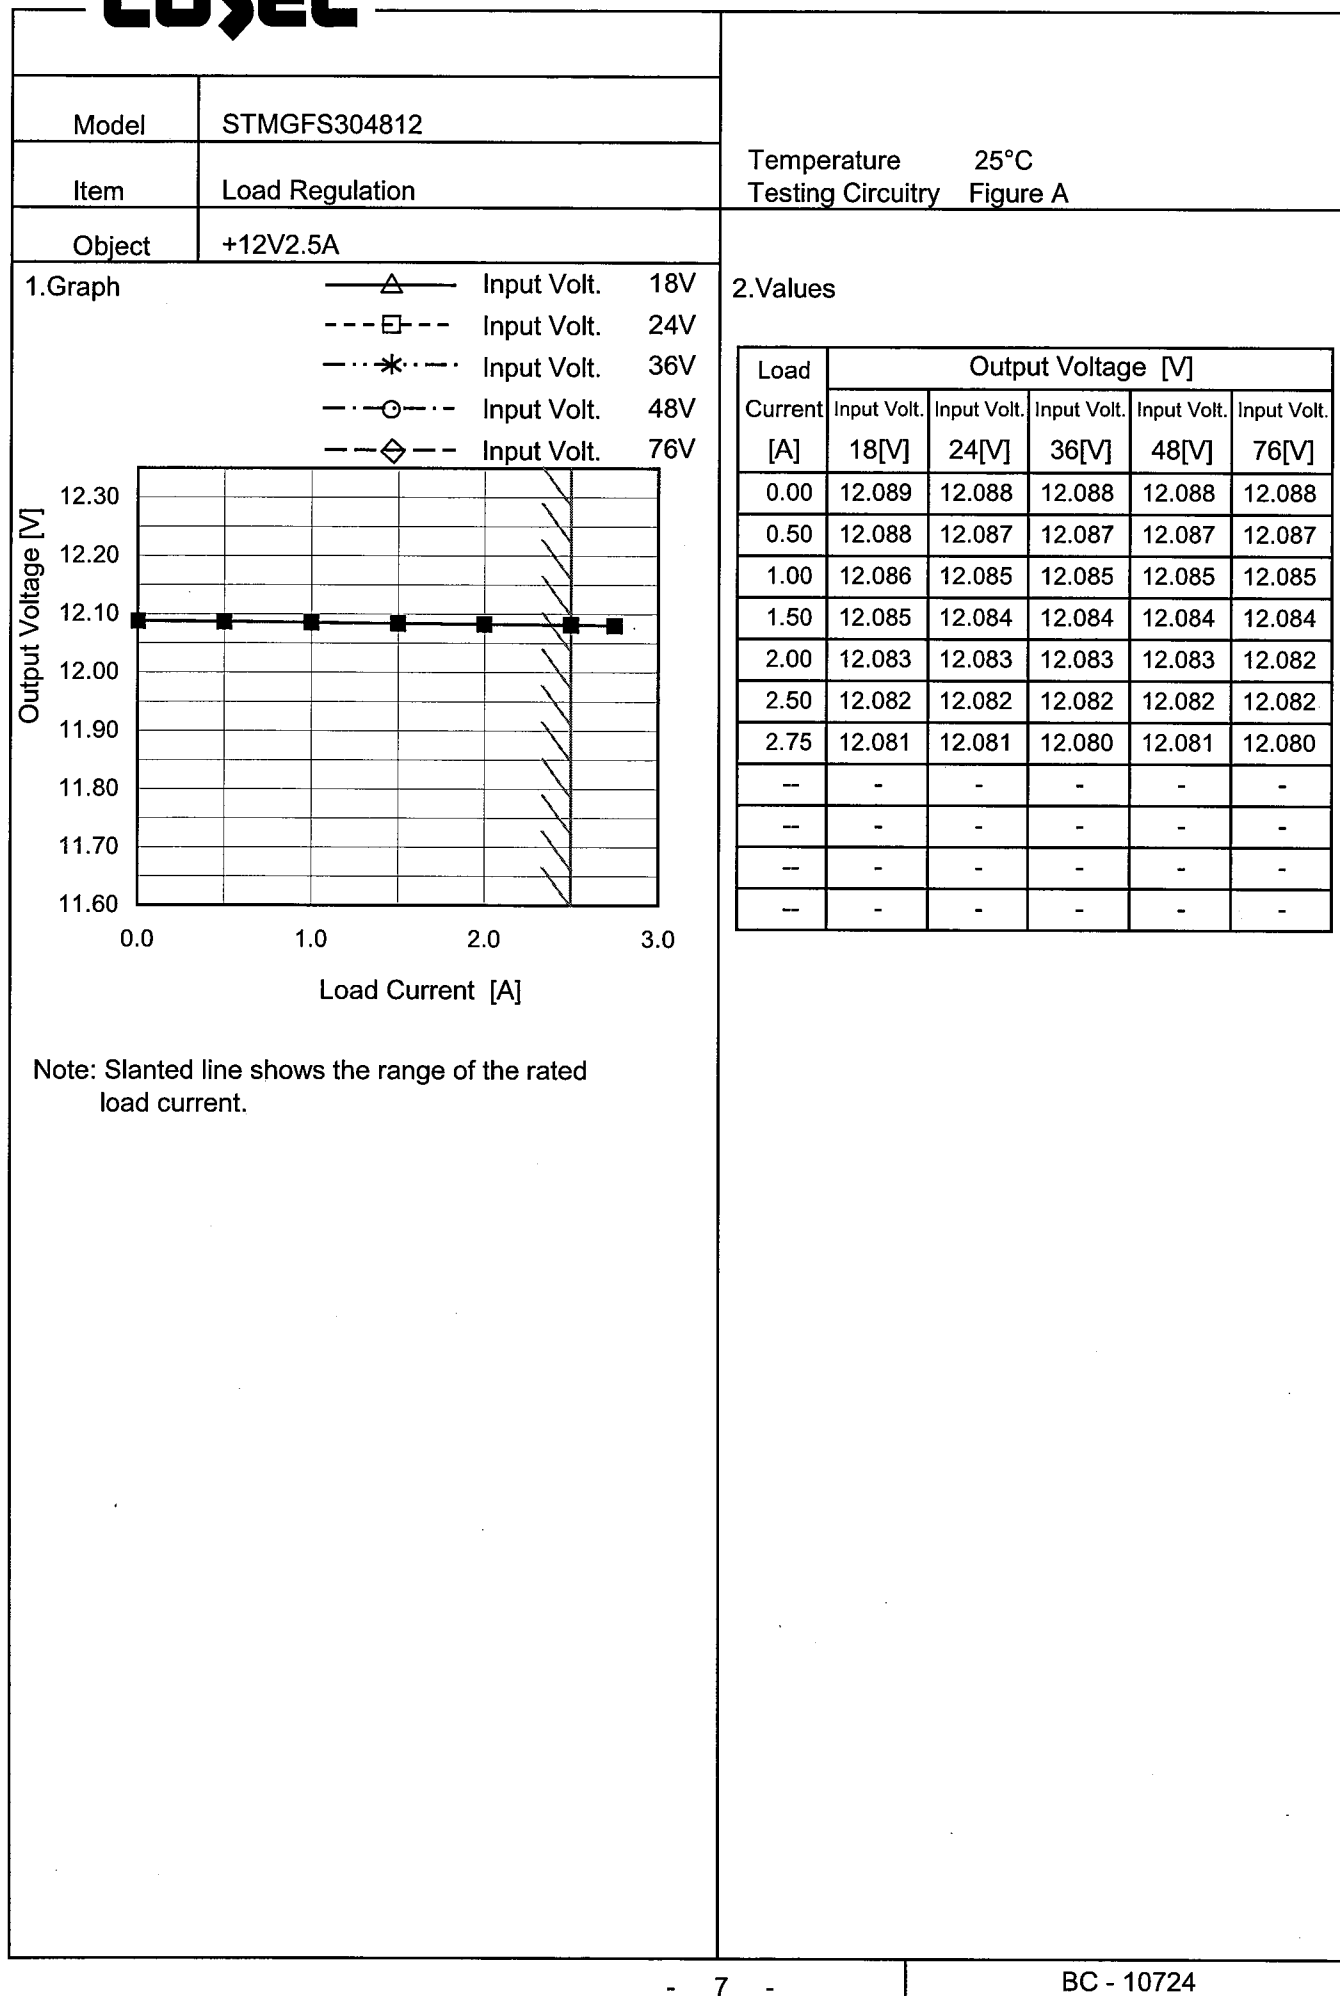 COSEL
Model STMGFS304812
Item Load Regulation
Object +12V2.5A
Temperature 25°C
Testing Circuitry Figure A
1.Graph
Input Volt. 18V
Input Volt. 24V
Input Volt. 36V
Input Volt. 48V
Input Volt. 76V
Output Voltage [V]
12.30
12.20
12.10
12.00
11.90
11.80
11.70
11.60
0.0 1.0 2.0 3.0
Load Current [A]
Note: Slanted line shows the range of the rated
load current.
2.Values
Load Output Voltage [V]
Current Input Volt. Input Volt. Input Volt. Input Volt. Input Volt.
[A] 18[V] 24[V] 36[V] 48[V] 76[V]
0.00 12.089 12.088 12.088 12.088 12.088
0.50 12.088 12.087 12.087 12.087 12.087
1.00 12.086 12.085 12.085 12.085 12.085
1.50 12.085 12.084 12.084 12.084 12.084
2.00 12.083 12.083 12.083 12.083 12.082
2.50 12.082 12.082 12.082 12.082 12.082
2.75 12.081 12.081 12.080 12.081 12.080
-- - - - - -
-- - - - - -
-- - - - - -
-- - - - - -
- 7 -
BC - 10724